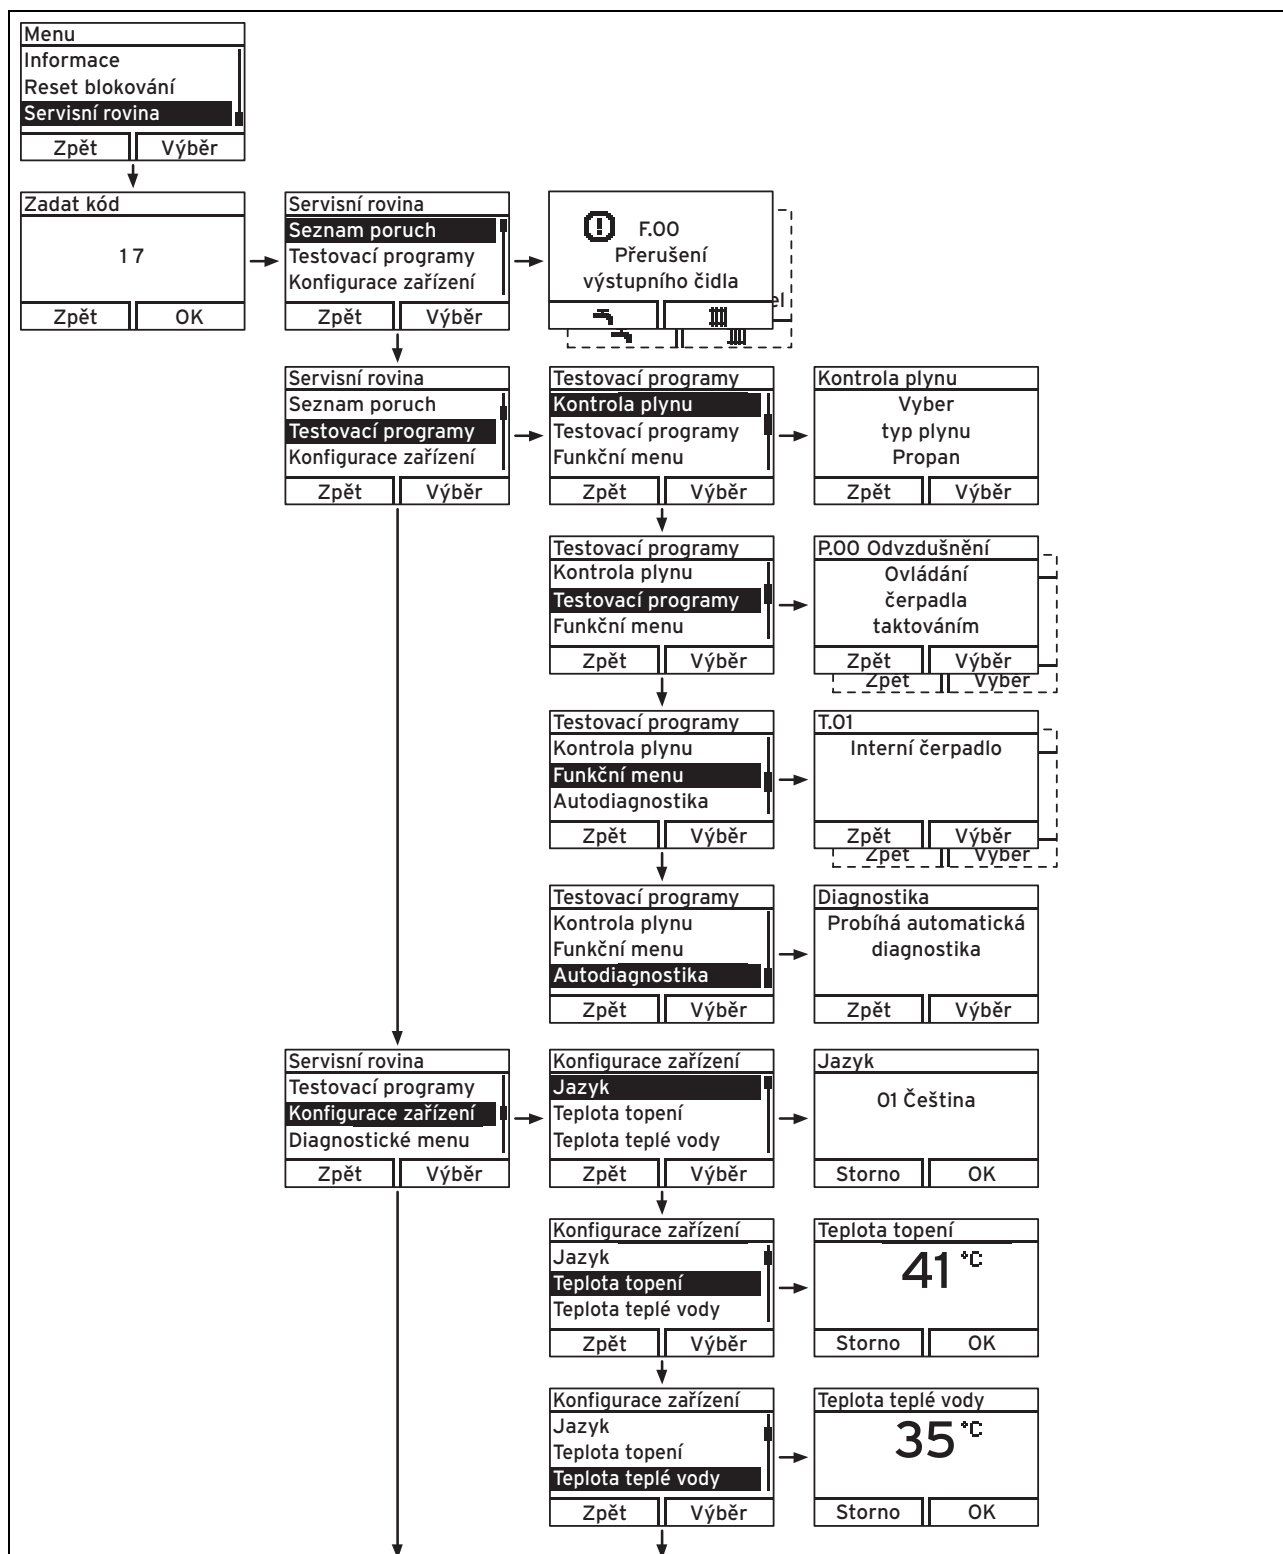 Menu
Informace
Reset blokování
Servisní rovina
Zpět Výběr
Zadat kód
17
Zpět OK
Servisní rovina
Seznam poruch
Testovací programy
Konfigurace zařízení
Zpět Výběr
F.00
Přerušení
výstupního čidla
el
Servisní rovina
Seznam poruch
Testovací programy
Konfigurace zařízení
Zpět Výběr
Testovací programy
Kontrola plynu
Testovací programy
Funkční menu
Zpět Výběr
Kontrola plynu
Vyber
typ plynu
Propan
Zpět Výběr
Testovací programy
Kontrola plynu
Testovací programy
Funkční menu
Zpět Výběr
P.00 Odvzdušnění
Ovládání
čerpadla
taktováním
Zpět Výběr
Zpět Výběr
Testovací programy
Kontrola plynu
Funkční menu
Autodiagnostika
Zpět Výběr
T.01
Interní čerpadlo
Zpět Výběr
Zpět Výběr
Testovací programy
Kontrola plynu
Funkční menu
Autodiagnostika
Zpět Výběr
Diagnostika
Probíhá automatická
diagnostika
Zpět Výběr
Servisní rovina
Testovací programy
Konfigurace zařízení
Diagnostické menu
Zpět Výběr
Konfigurace zařízení
Jazyk
Teplota topení
Teplota teplé vody
Zpět Výběr
Jazyk
01 Čeština
Storno OK
Konfigurace zařízení
Jazyk
Teplota topení
Teplota teplé vody
Zpět Výběr
Teplota topení
41 °C
Storno OK
Konfigurace zařízení
Jazyk
Teplota topení
Teplota teplé vody
Zpět Výběr
Teplota teplé vody
35 °C
Storno OK